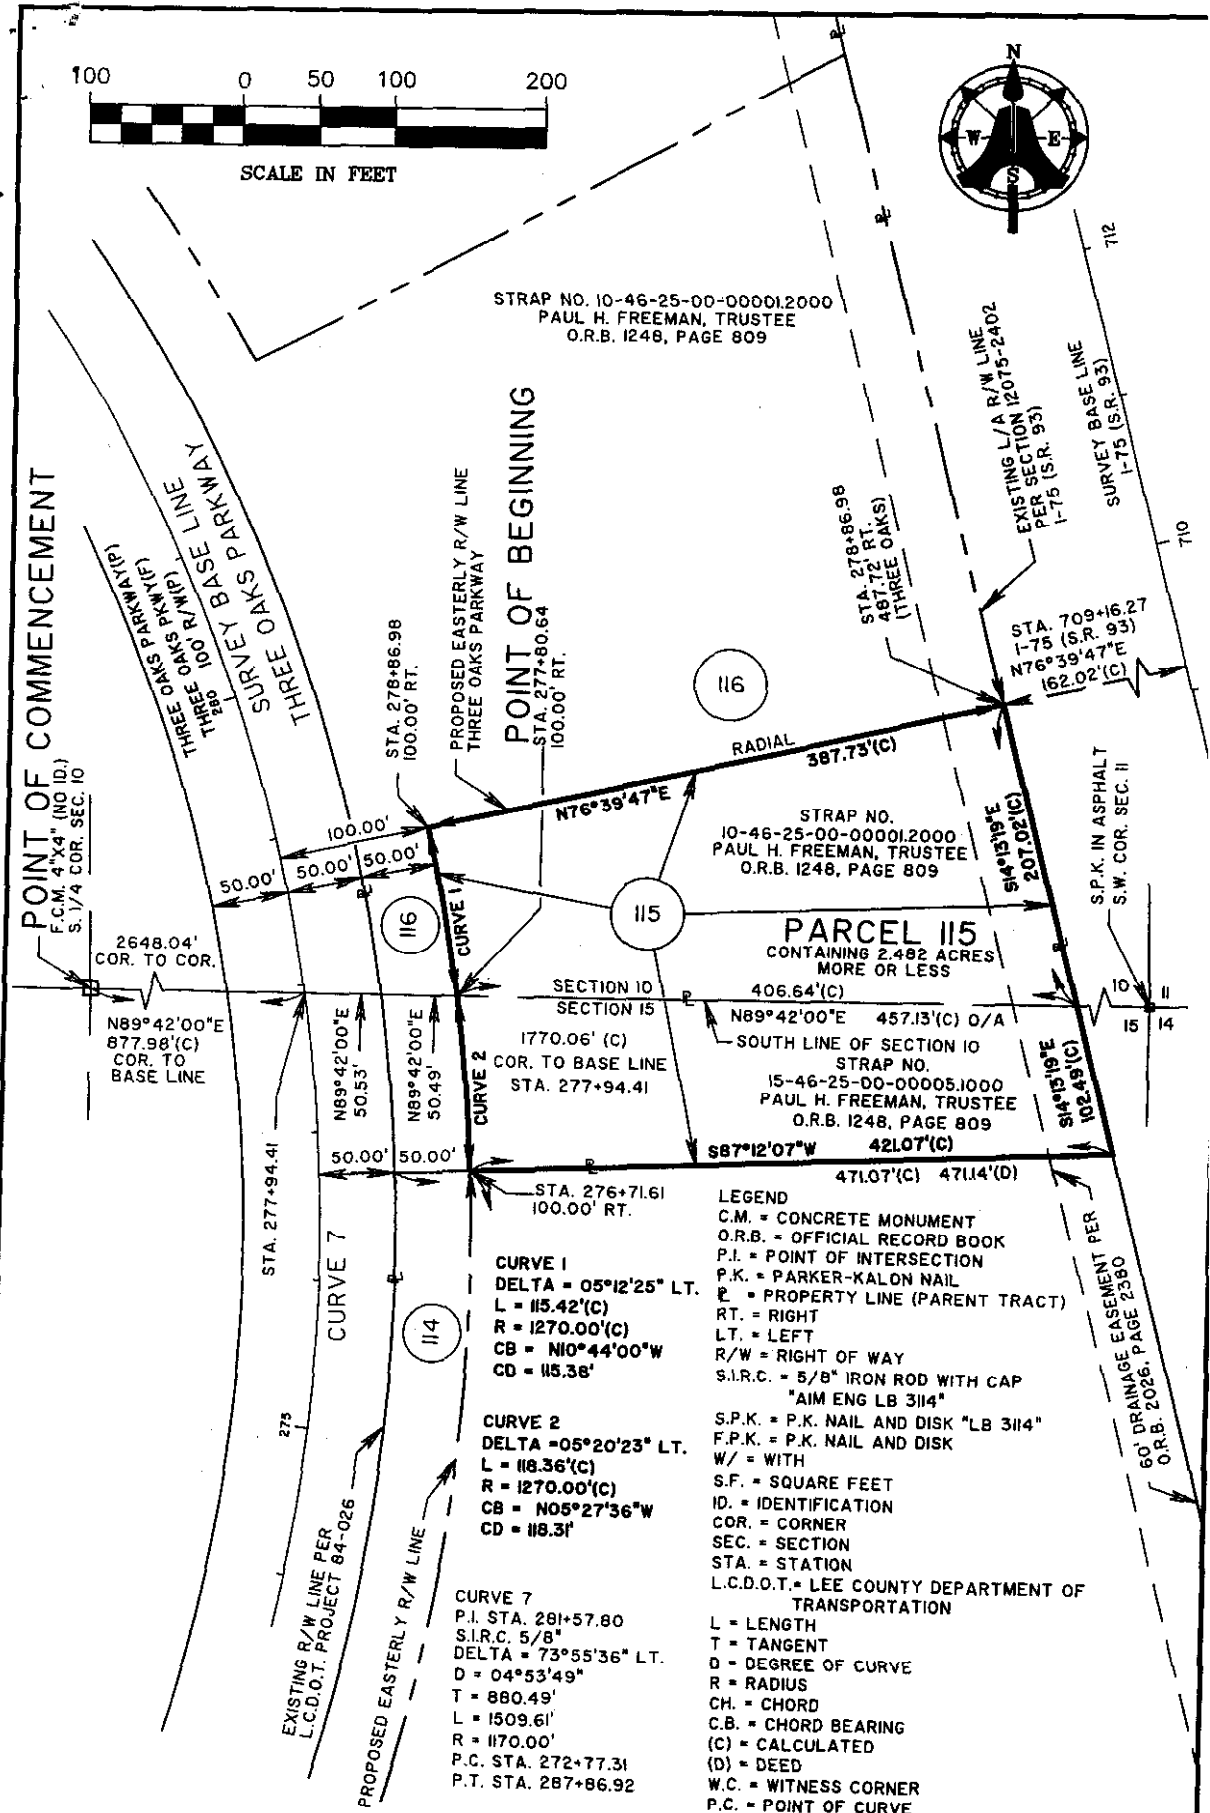 100 0 50 100 200
SCALE IN FEET
N
W
E
S
712
STRAP NO. 10-46-25-00-00001.2000
PAUL H. FREEMAN, TRUSTEE
O.R.B. 1248, PAGE 809
EXISTING L/A R/W LINE
PER SECTION 12075-2402
I-75 (S.R. 93)
SURVEY BASE LINE
I-75 (S.R. 93)
710
POINT OF COMMENCEMENT
F.C.M. 4"X4" (NO ID.)
S. 1/4 COR. SEC. 10
THREE OAKS PARKWAY(P)
THREE OAKS PKWY(F)
THREE 100' R/W(P)
280
SURVEY BASE LINE
THREE OAKS PARKWAY
STA. 278+86.98
100.00' RT.
PROPOSED EASTERLY R/W LINE
THREE OAKS PARKWAY
POINT OF BEGINNING
STA. 277+80.64
100.00' RT.
STA. 278+86.98
487.72' RT.
(THREE OAKS)
STA. 709+16.27
I-75 (S.R. 93)
N76°39'47"E
162.02'(C)
116
RADIAL
387.73'(C)
N76°39'47"E
100.00'
50.00'
50.00'
50.00'
116
CURVE 1
115
STRAP NO.
10-46-25-00-00001.2000
PAUL H. FREEMAN, TRUSTEE
O.R.B. 1248, PAGE 809
S14°13'19"E
207.02'(C)
S.P.K. IN ASPHALT
S.W. COR. SEC. 11
PARCEL 115
CONTAINING 2.482 ACRES
MORE OR LESS
2648.04'
COR. TO COR.
N89°42'00"E
877.98'(C)
COR. TO
BASE LINE
SECTION 10
SECTION 15
406.64'(C)
N89°42'00"E 457.13'(C) O/A
SOUTH LINE OF SECTION 10
10 11
15 14
N89°42'00"E
50.53'
N89°42'00"E
50.49'
CURVE 2
1770.06' (C)
COR. TO BASE LINE
STA. 277+94.41
STRAP NO.
15-46-25-00-00005.1000
PAUL H. FREEMAN, TRUSTEE
O.R.B. 1248, PAGE 809
S14°13'19"E
102.49'(C)
S87°12'07"W 421.07'(C)
471.07'(C) 471.14'(D)
50.00' 50.00'
STA. 277+94.41
STA. 276+71.61
100.00' RT.
CURVE 7
114
275
60' DRAINAGE EASEMENT PER
O.R.B. 2026, PAGE 2380
CURVE 1
DELTA = 05°12'25" LT.
L = 115.42'(C)
R = 1270.00'(C)
CB = N10°44'00"W
CD = 115.38'
CURVE 2
DELTA =05°20'23" LT.
L = 118.36'(C)
R = 1270.00'(C)
CB = N05°27'36"W
CD = 118.31'
CURVE 7
P.I. STA. 281+57.80
S.I.R.C. 5/8"
DELTA = 73°55'36" LT.
D = 04°53'49"
T = 880.49'
L = 1509.61'
R = 1170.00'
P.C. STA. 272+77.31
P.T. STA. 287+86.92
EXISTING R/W LINE PER
L.C.D.O.T. PROJECT 84-026
PROPOSED EASTERLY R/W LINE
LEGEND
C.M. = CONCRETE MONUMENT
O.R.B. = OFFICIAL RECORD BOOK
P.I. = POINT OF INTERSECTION
P.K. = PARKER-KALON NAIL
PL = PROPERTY LINE (PARENT TRACT)
RT. = RIGHT
LT. = LEFT
R/W = RIGHT OF WAY
S.I.R.C. = 5/8" IRON ROD WITH CAP
"AIM ENG LB 3114"
S.P.K. = P.K. NAIL AND DISK "LB 3114"
F.P.K. = P.K. NAIL AND DISK
W/ = WITH
S.F. = SQUARE FEET
ID. = IDENTIFICATION
COR. = CORNER
SEC. = SECTION
STA. = STATION
L.C.D.O.T.= LEE COUNTY DEPARTMENT OF
TRANSPORTATION
L = LENGTH
T = TANGENT
D = DEGREE OF CURVE
R = RADIUS
CH. = CHORD
C.B. = CHORD BEARING
(C) = CALCULATED
(D) = DEED
W.C. = WITNESS CORNER
P.C. = POINT OF CURVE